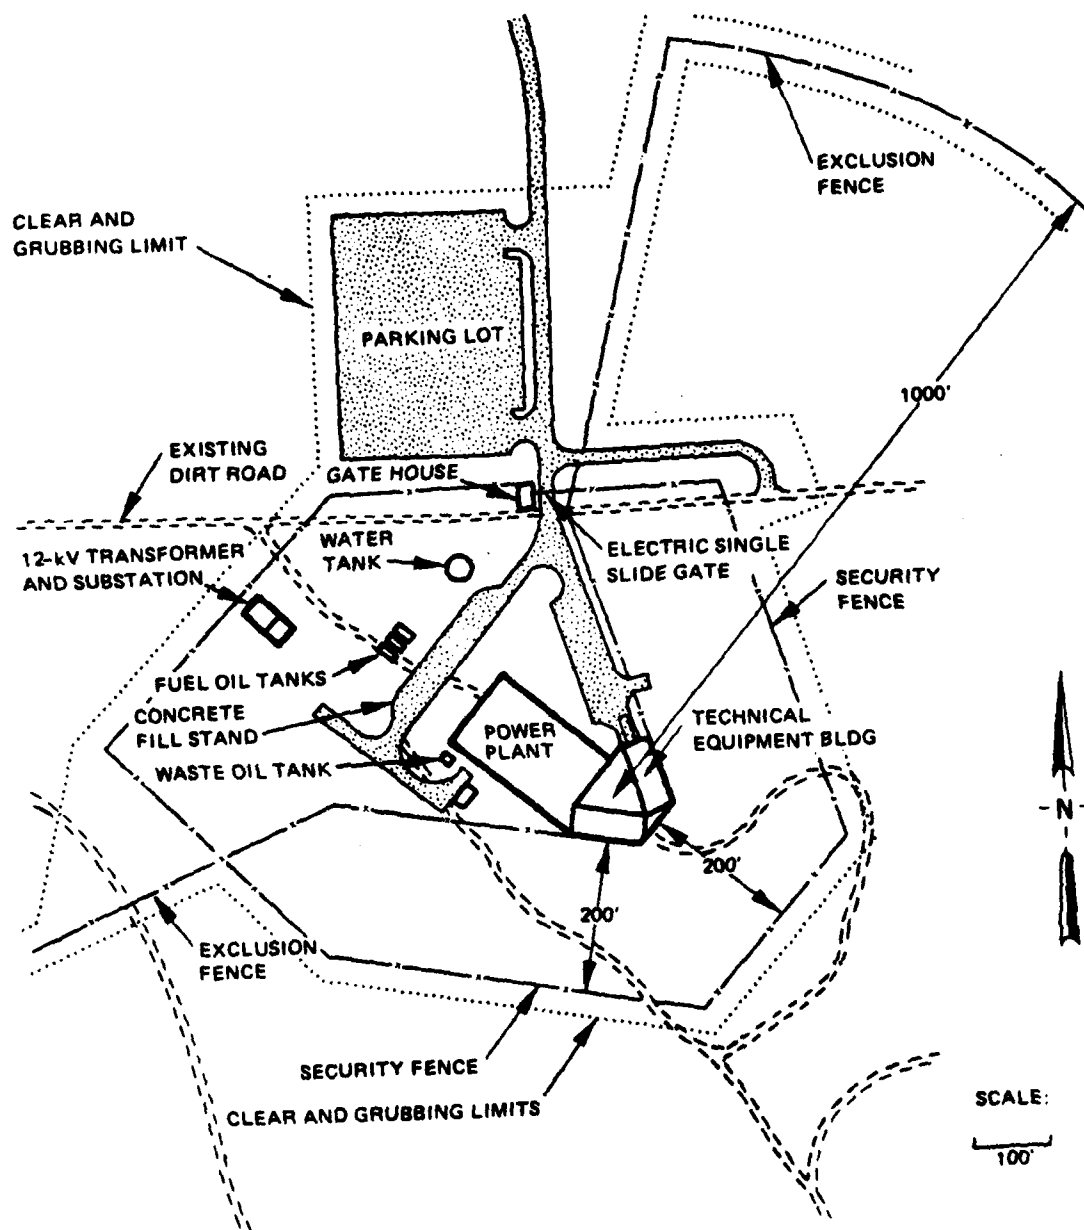 EXCLUSION
FENCE
CLEAR AND
GRUBBING LIMIT
PARKING LOT
1000'
EXISTING
DIRT ROAD
GATE HOUSE
WATER
TANK
ELECTRIC SINGLE
SLIDE GATE
12-kV TRANSFORMER
AND SUBSTATION
SECURITY
FENCE
FUEL OIL TANKS
CONCRETE
FILL STAND
POWER
PLANT
TECHNICAL
EQUIPMENT BLDG
WASTE OIL TANK
N
200'
200'
EXCLUSION
FENCE
SECURITY FENCE
CLEAR AND GRUBBING LIMITS
SCALE:
100'